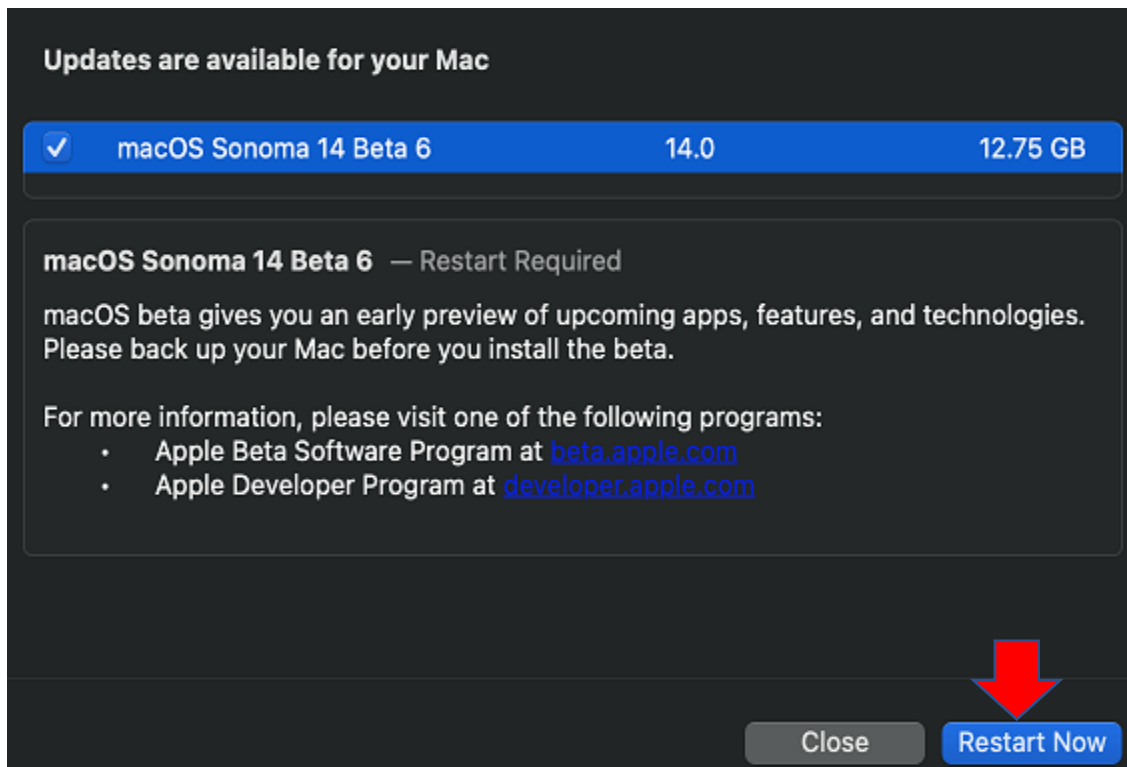 Updates are available for your Mac
macOS Sonoma 14 Beta 6 14.0 12.75 GB
macOS Sonoma 14 Beta 6 — Restart Required
macOS beta gives you an early preview of upcoming apps, features, and technologies.
Please back up your Mac before you install the beta.
For more information, please visit one of the following programs:
• Apple Beta Software Program at beta.apple.com
• Apple Developer Program at developer.apple.com
Close Restart Now